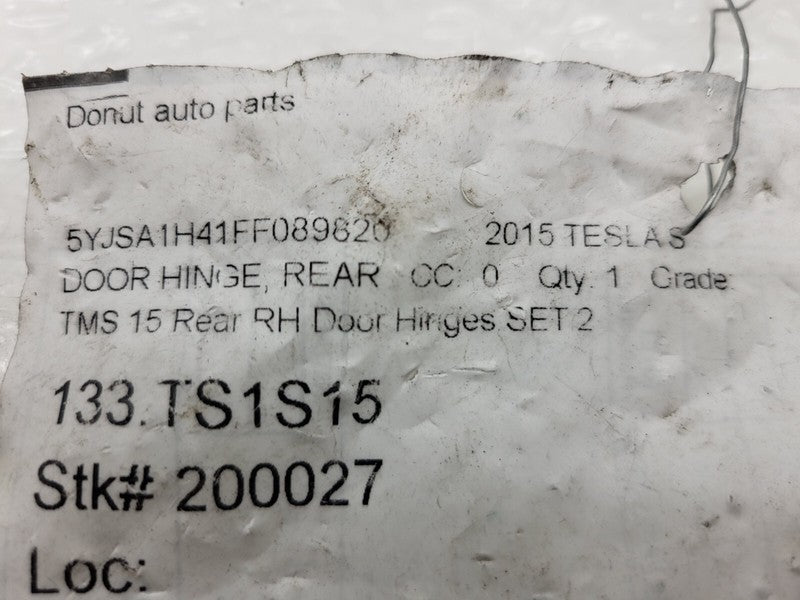 Donut auto parts
5YJSA1H41FF089820 2015 TESLA S
DOOR HINGE, REAR CC: 0 Qty: 1 Grade:
TMS 15 Rear RH Door Hinges SET 2
133.TS1S15
Stk# 200027
Loc: